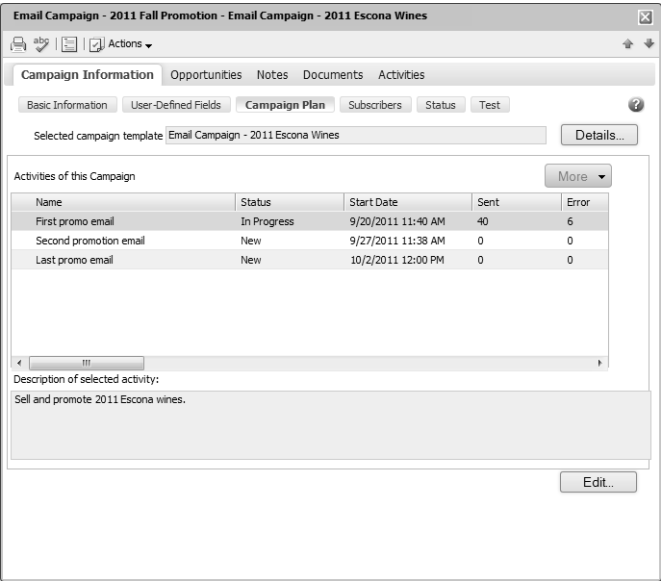 Email Campaign - 2011 Fall Promotion - Email Campaign - 2011 Escona Wines
abc Actions
Campaign Information Opportunities Notes Documents Activities
Basic Information User-Defined Fields Campaign Plan Subscribers Status Test ?
Selected campaign template Email Campaign - 2011 Escona Wines Details...
Activities of this Campaign More
Name Status Start Date Sent Error
First promo email In Progress 9/20/2011 11:40 AM 40 6
Second promotion email New 9/27/2011 11:38 AM 0 0
Last promo email New 10/2/2011 12:00 PM 0 0
Description of selected activity:
Sell and promote 2011 Escona wines.
Edit...